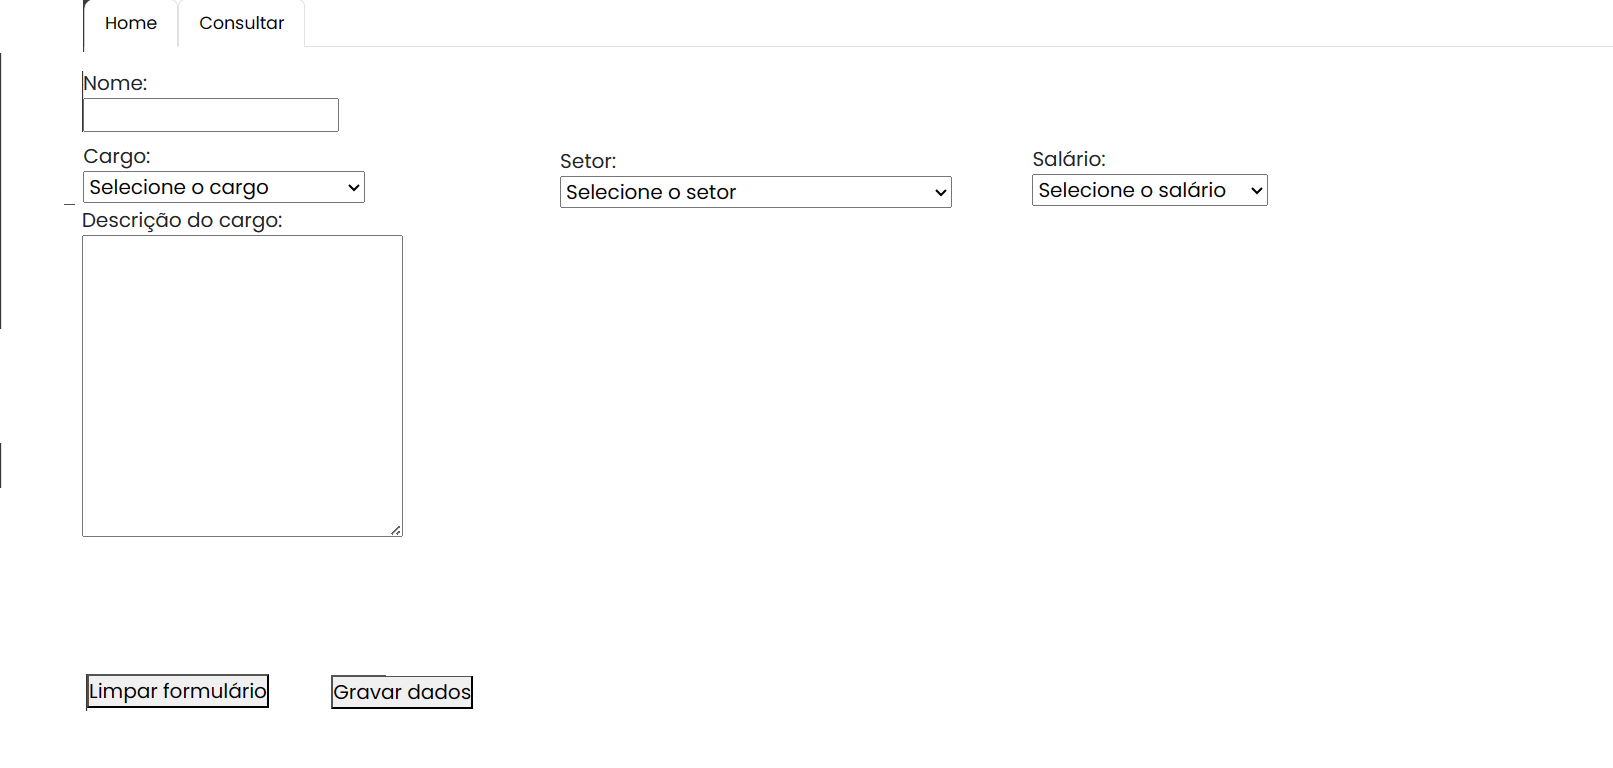 Home Consultar
Nome:
Cargo: Setor: Salário:
Selecione o cargo Selecione o setor Selecione o salário
Descrição do cargo:
Limpar formulário Gravar dados